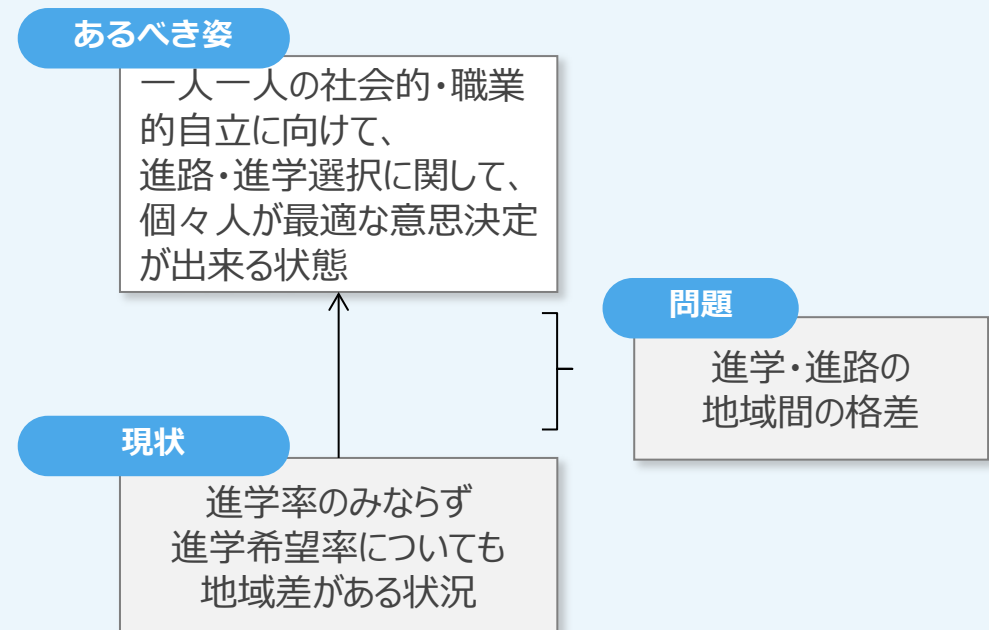 あるべき姿
一人一人の社会的・職業
的自立に向けて、
進路・進学選択に関して、
個々人が最適な意思決定
が出来る状態
問題
進学・進路の
地域間の格差
現状
進学率のみならず
進学希望率についても
地域差がある状況